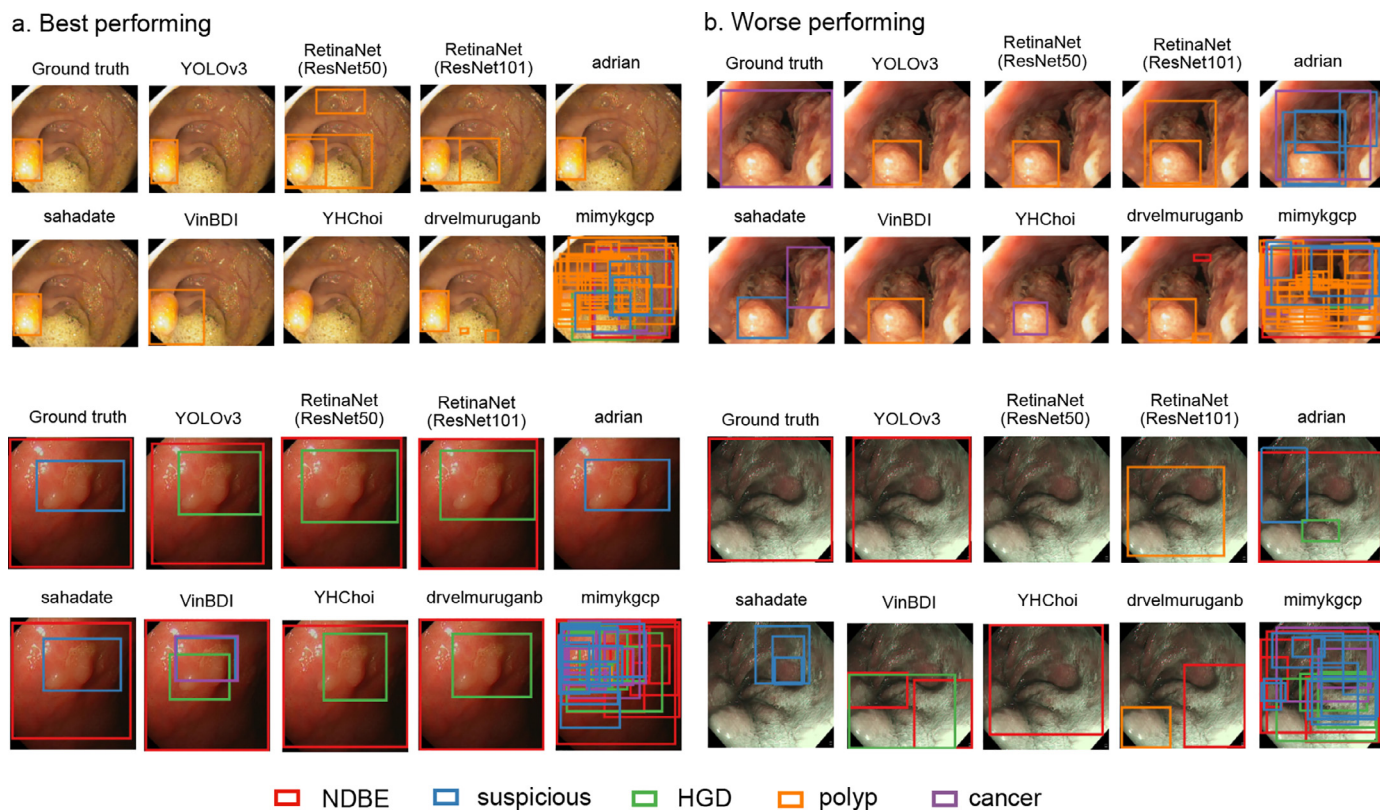 a. Best performing
Ground truth
YOLOv3
RetinaNet
(ResNet50)
RetinaNet
(ResNet101)
adrian
sahadate
VinBDI
YHChoi
drvelmuruganb
mimykgcp
Ground truth
YOLOv3
RetinaNet
(ResNet50)
RetinaNet
(ResNet101)
adrian
sahadate
VinBDI
YHChoi
drvelmuruganb
mimykgcp
b. Worse performing
Ground truth
YOLOv3
RetinaNet
(ResNet50)
RetinaNet
(ResNet101)
adrian
sahadate
VinBDI
YHChoi
drvelmuruganb
mimykgcp
Ground truth
YOLOv3
RetinaNet
(ResNet50)
RetinaNet
(ResNet101)
adrian
sahadate
VinBDI
YHChoi
drvelmuruganb
mimykgcp
NDBE
suspicious
HGD
polyp
cancer